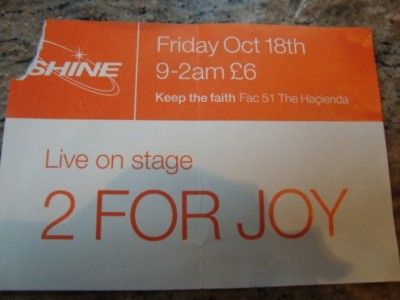 SHINE
Friday Oct 18th
9-2am £6
Keep the faith Fac 51 The Haçienda
Live on stage
2 FOR JOY